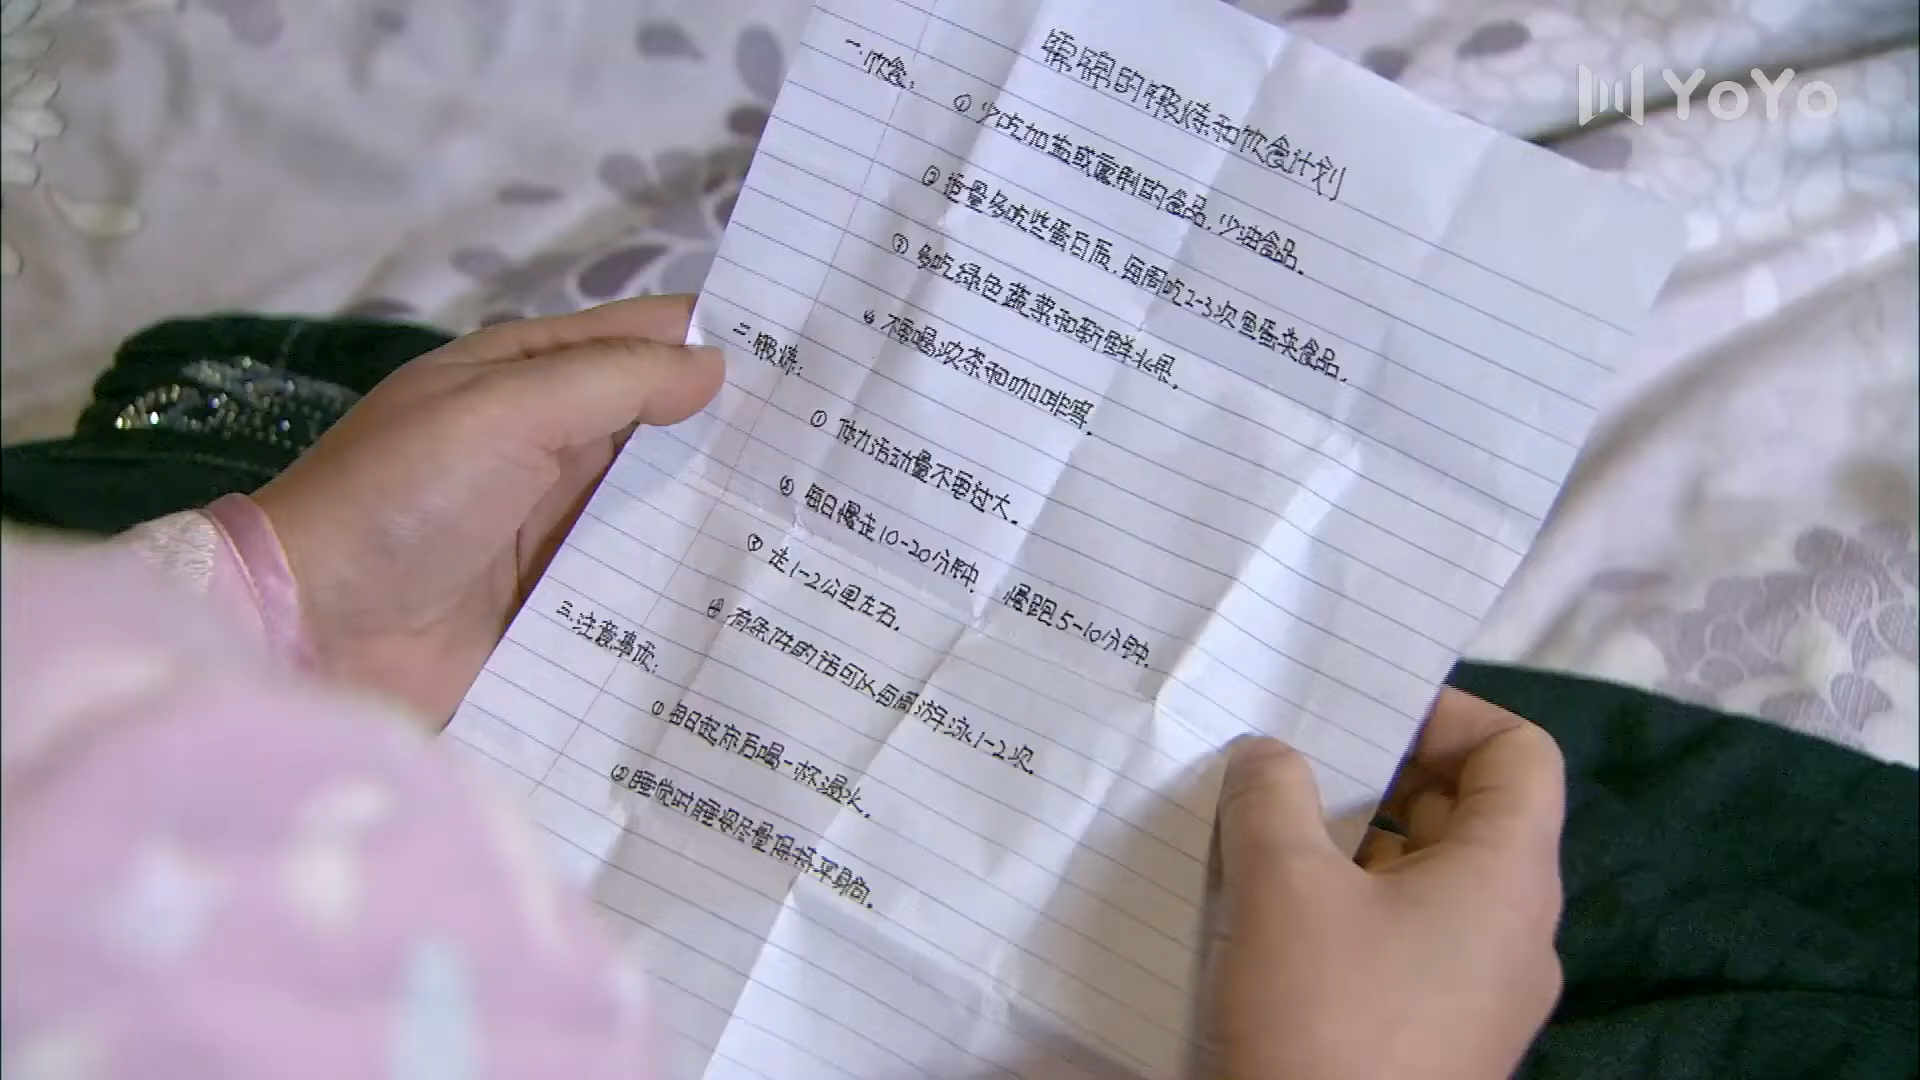 YoYo
锦绵的锻炼和饮食计划
一.饮食:
① 少吃加盐或腌制的食品,少油食品.
② 适量多吃些蛋白质,每周吃2-3次鱼蛋类食品.
③ 多吃绿色蔬菜和新鲜水果.
④ 不要喝浓茶和咖啡等.
二.锻炼:
① 体力活动量不要过大.
② 每日慢走10-20分钟. 慢跑5-10分钟.
③ 走1-2公里左右.
④ 有条件的话可以每周游泳1-2次.
三.注意事项:
① 每日起床后喝一杯温水.
② 睡觉时睡姿尽量保持平躺向.